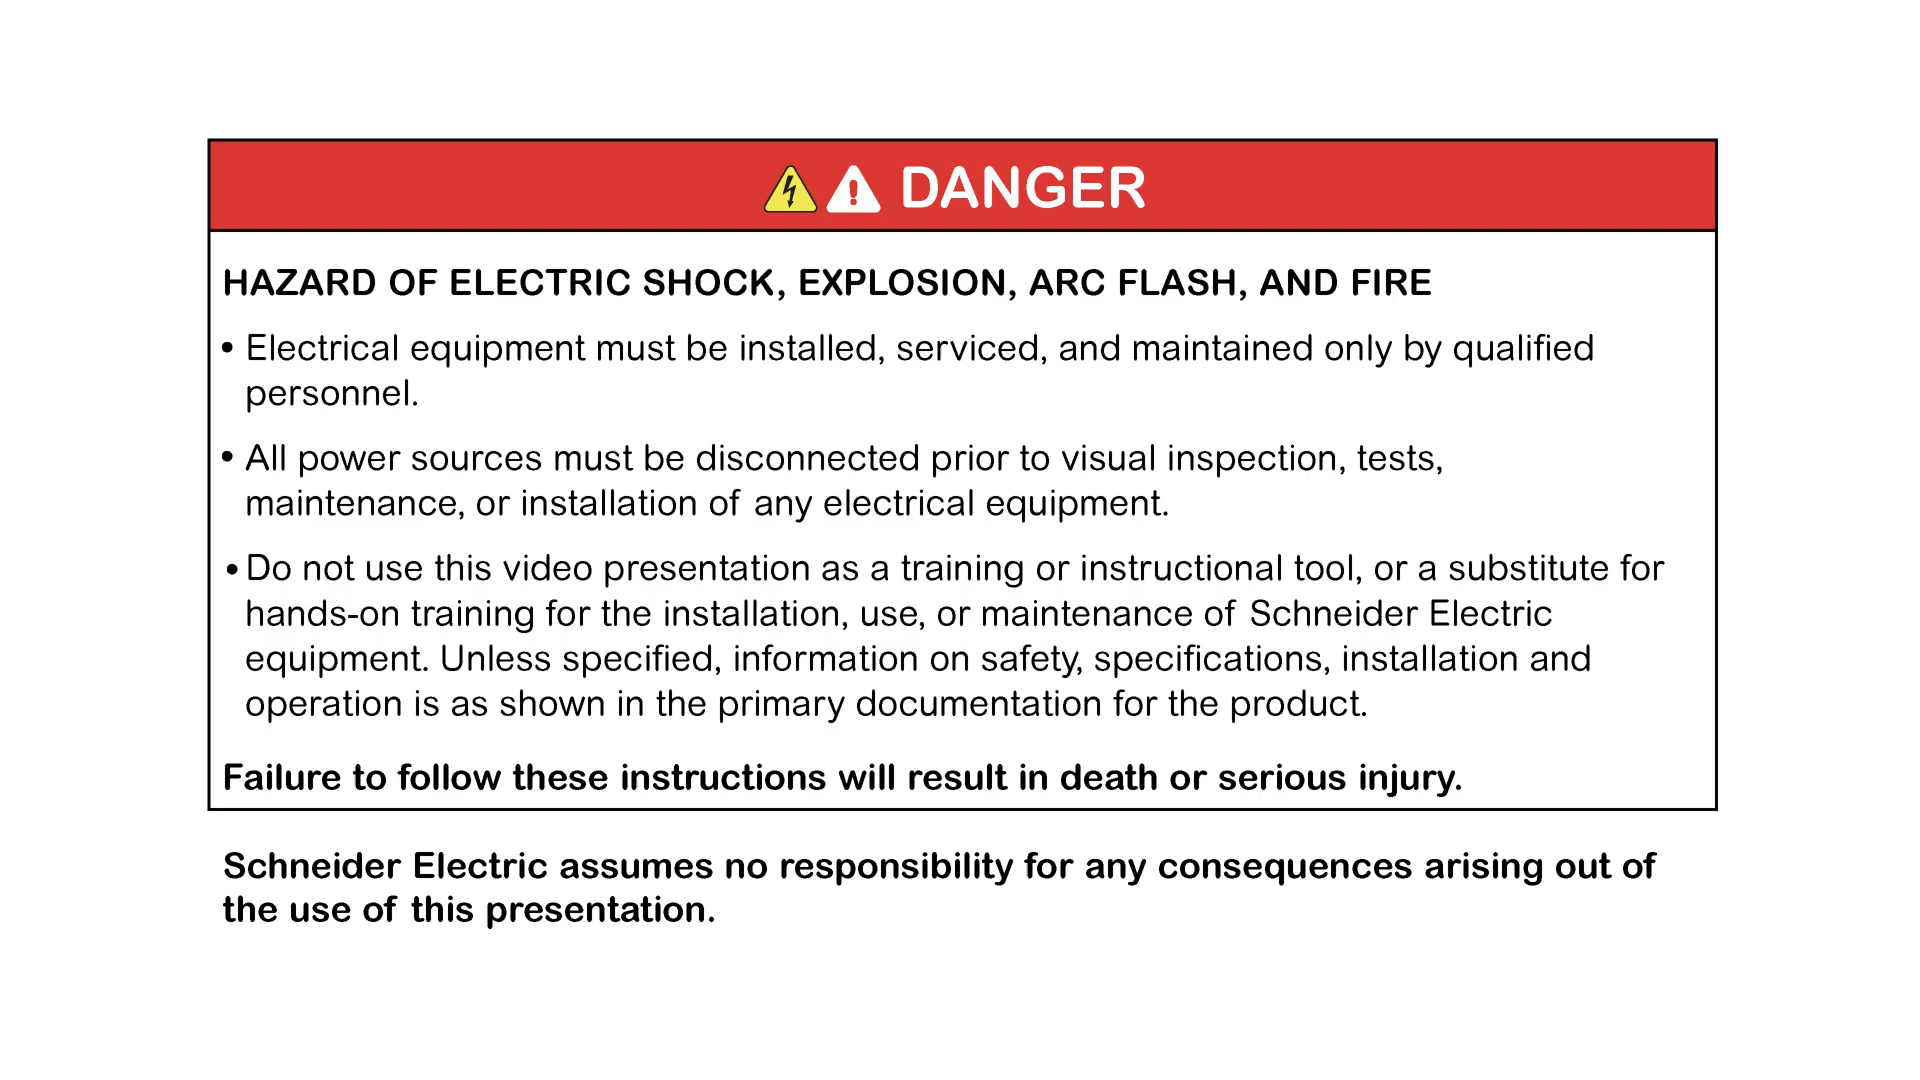 DANGER
HAZARD OF ELECTRIC SHOCK, EXPLOSION, ARC FLASH, AND FIRE
• Electrical equipment must be installed, serviced, and maintained only by qualified
personnel.
• All power sources must be disconnected prior to visual inspection, tests,
maintenance, or installation of any electrical equipment.
• Do not use this video presentation as a training or instructional tool, or a substitute for
hands-on training for the installation, use, or maintenance of Schneider Electric
equipment. Unless specified, information on safety, specifications, installation and
operation is as shown in the primary documentation for the product.
Failure to follow these instructions will result in death or serious injury.
Schneider Electric assumes no responsibility for any consequences arising out of
the use of this presentation.